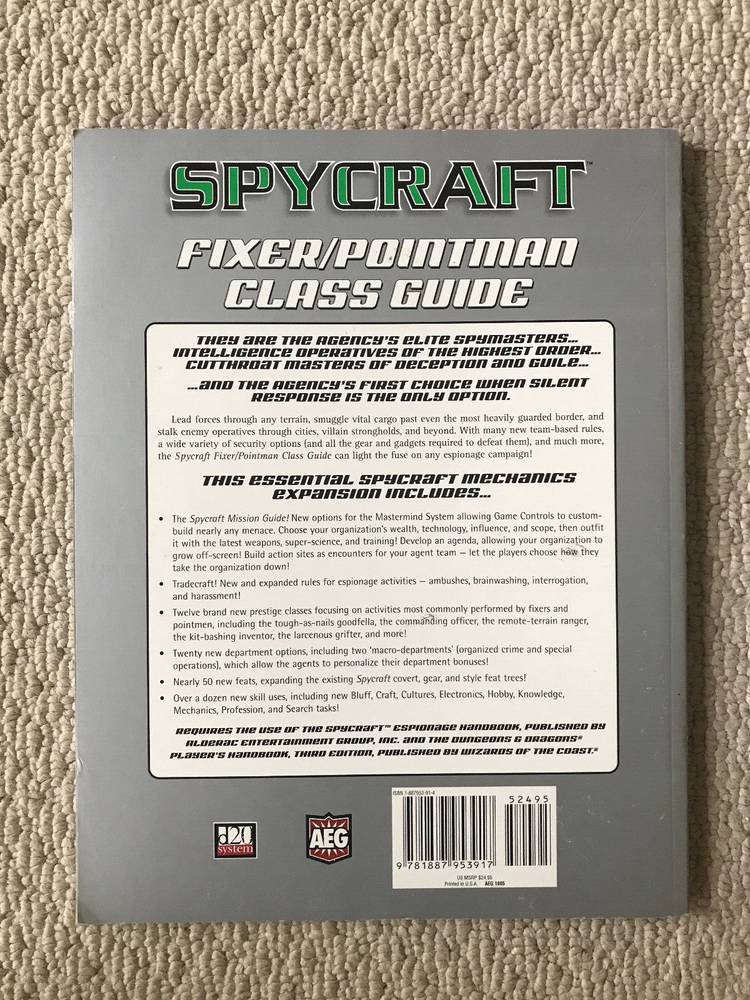 SPYCRAFT™
FIXER/POINTMAN
CLASS GUIDE
THEY ARE THE AGENCY'S ELITE SPYMASTERS...
INTELLIGENCE OPERATIVES OF THE HIGHEST ORDER...
CUTTHROAT MASTERS OF DECEPTION AND GUILE...
...AND THE AGENCY'S FIRST CHOICE WHEN SILENT
RESPONSE IS THE ONLY OPTION.
Lead forces through any terrain, smuggle vital cargo past even the most heavily guarded border, and
stalk enemy operatives through cities, villain strongholds, and beyond. With many new team-based rules,
a wide variety of security options (and all the gear and gadgets required to defeat them), and much more,
the Spycraft Fixer/Pointman Class Guide can light the fuse on any espionage campaign!
THIS ESSENTIAL SPYCRAFT MECHANICS
EXPANSION INCLUDES...
• The Spycraft Mission Guide! New options for the Mastermind System allowing Game Controls to custom-
build nearly any menace. Choose your organization's wealth, technology, influence, and scope, then outfit
it with the latest weapons, super-science, and training! Develop an agenda, allowing your organization to
grow off-screen! Build action sites as encounters for your agent team — let the players choose how they
take the organization down!
• Tradecraft! New and expanded rules for espionage activities — ambushes, brainwashing, interrogation,
and harassment!
• Twelve brand new prestige classes focusing on activities most commonly performed by fixers and
pointmen, including the tough-as-nails goodfella, the commanding officer, the remote-terrain ranger,
the kit-bashing inventor, the larcenous grifter, and more!
• Twenty new department options, including two 'macro-departments' (organized crime and special
operations), which allow the agents to personalize their department bonuses!
• Nearly 50 new feats, expanding the existing Spycraft covert, gear, and style feat trees!
• Over a dozen new skill uses, including new Bluff, Craft, Cultures, Electronics, Hobby, Knowledge,
Mechanics, Profession, and Search tasks!
REQUIRES THE USE OF THE SPYCRAFT™ ESPIONAGE HANDBOOK, PUBLISHED BY
ALDERAC ENTERTAINMENT GROUP, INC. AND THE DUNGEONS & DRAGONS®
PLAYER'S HANDBOOK, THIRD EDITION, PUBLISHED BY WIZARDS OF THE COAST.®
d20
system
AEG
ISBN 1-887953-91-4
52495
9 781887 953917
US MSRP $24.95
Printed in U.S.A. AEG 1805